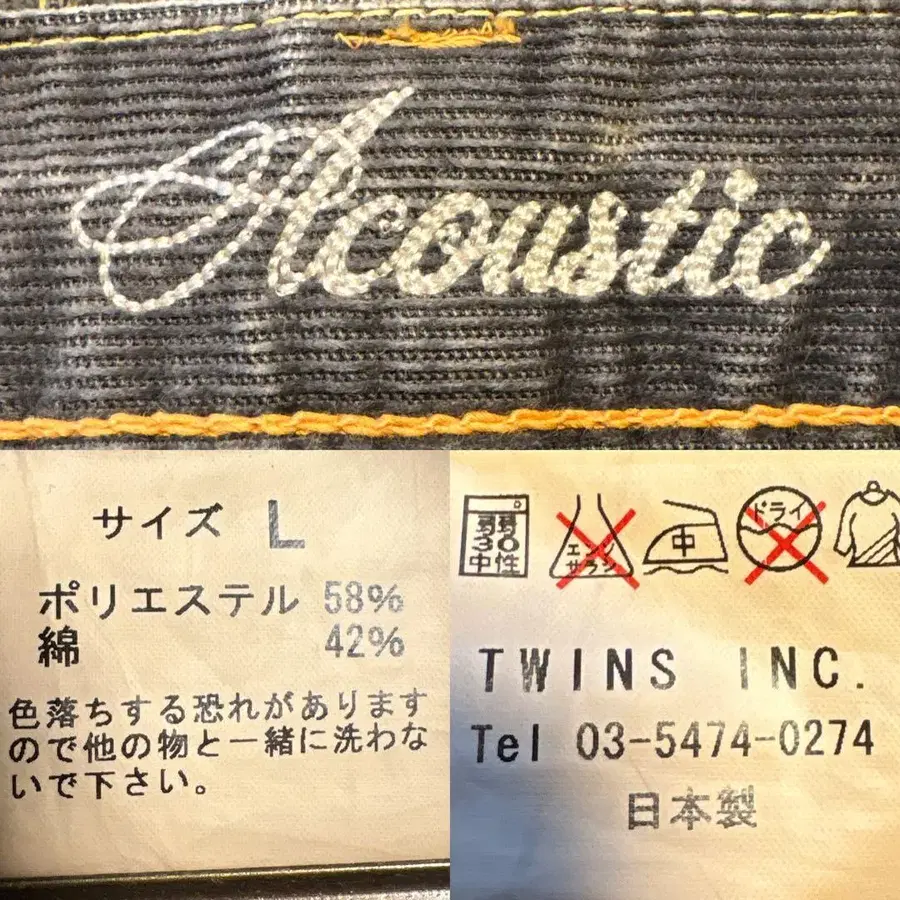 Acoustic
サイズ L
ポリエステル 58%
綿 42%
色落ちする恐れがあります
ので他の物と一緒に洗わな
いで下さい。
弱 30 中性
エンソ サラシ
中
ドライ
TWINS INC.
Tel 03-5474-0274
日本製